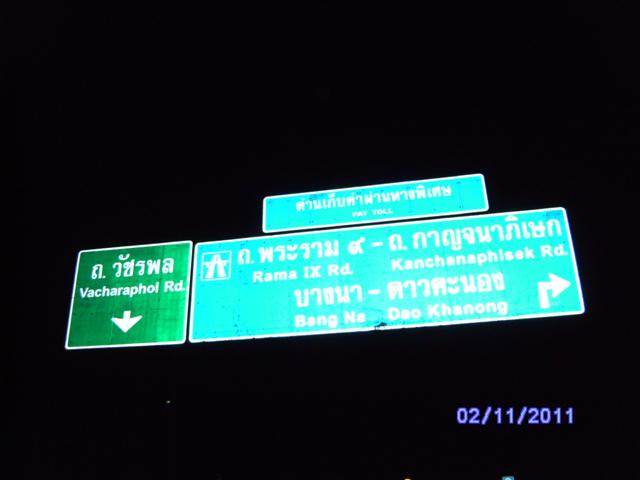 ด่านเก็บค่าผ่านทางพิเศษ
PAY TOLL
ถ. วัชรพล
Vacharaphol Rd.
ถ. พระราม ๙ - ถ. กาญจนาภิเษก
Rama IX Rd. Kanchanaphisek Rd.
บางนา - ดาวคะนอง
Bang Na Dao Khanong
02/11/2011